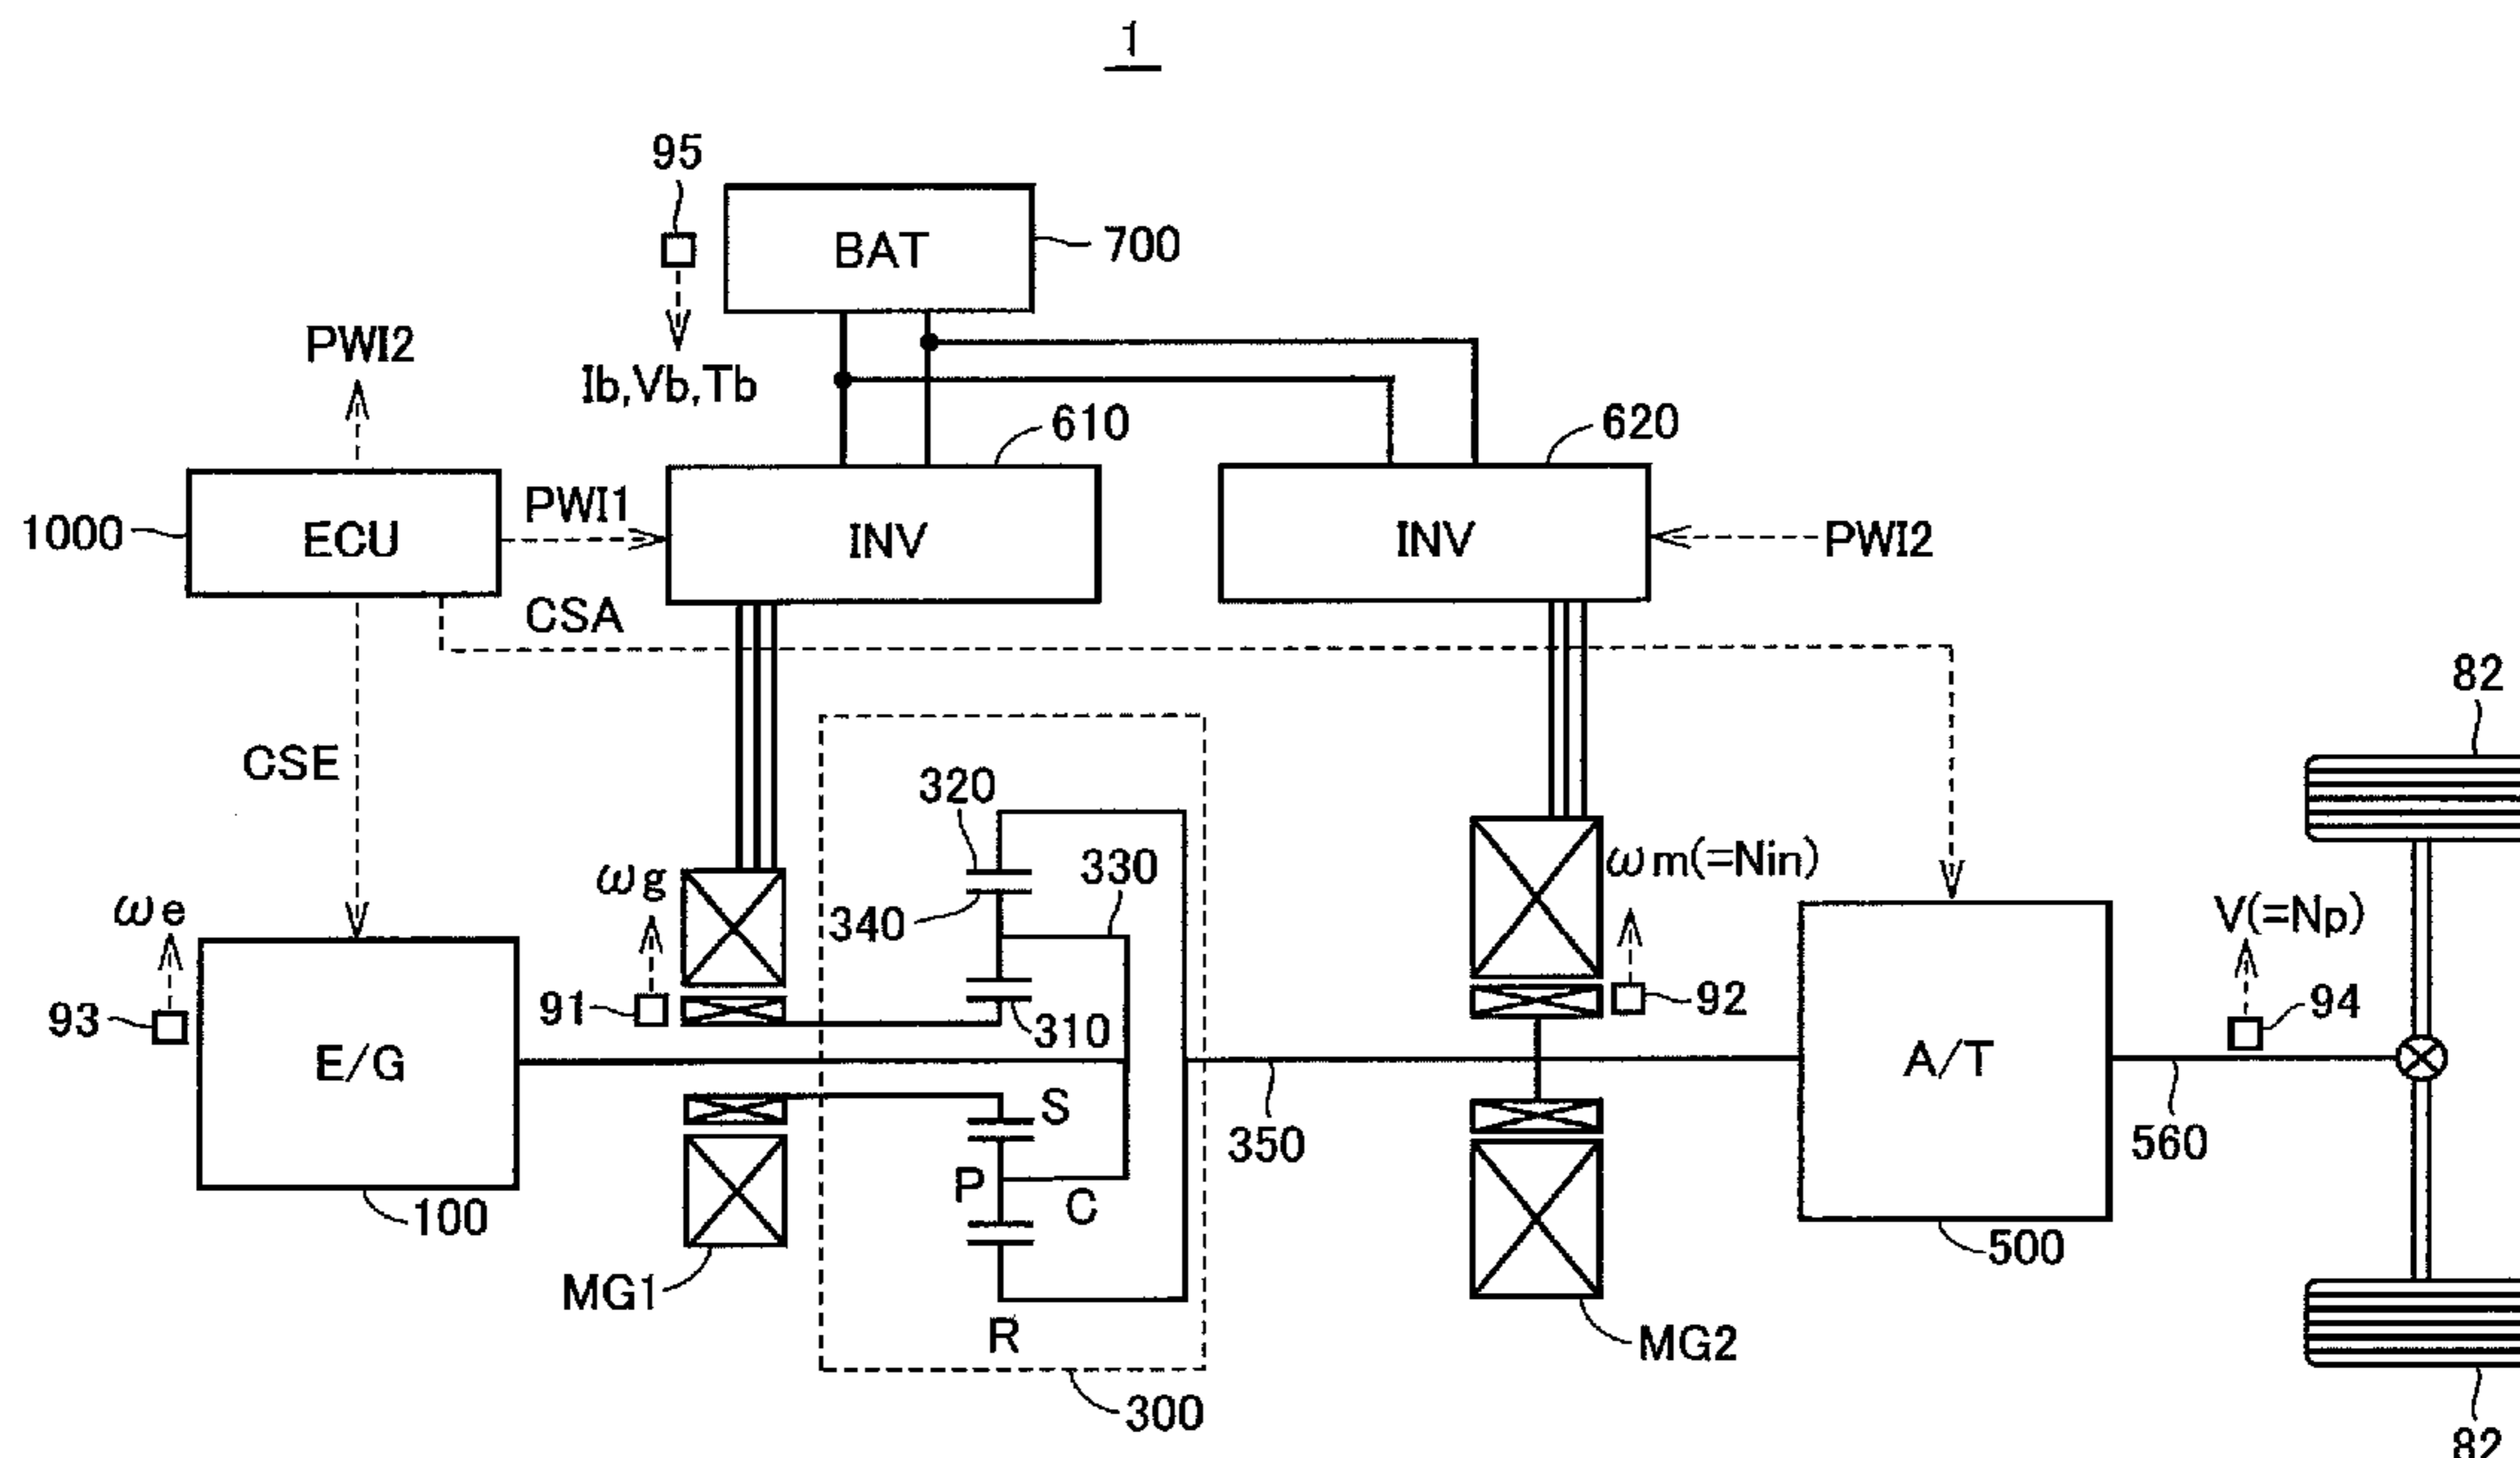 1
95
BAT
700
PWI2
Ib,Vb,Tb
610
620
1000
ECU
PWI1
INV
INV
PWI2
CSA
82
CSE
320
330
ωm(=Nin)
ωg
340
ωe
V(=Np)
93
91
310
92
94
E/G
A/T
S
350
560
P
C
100
500
MG1
R
MG2
300
82